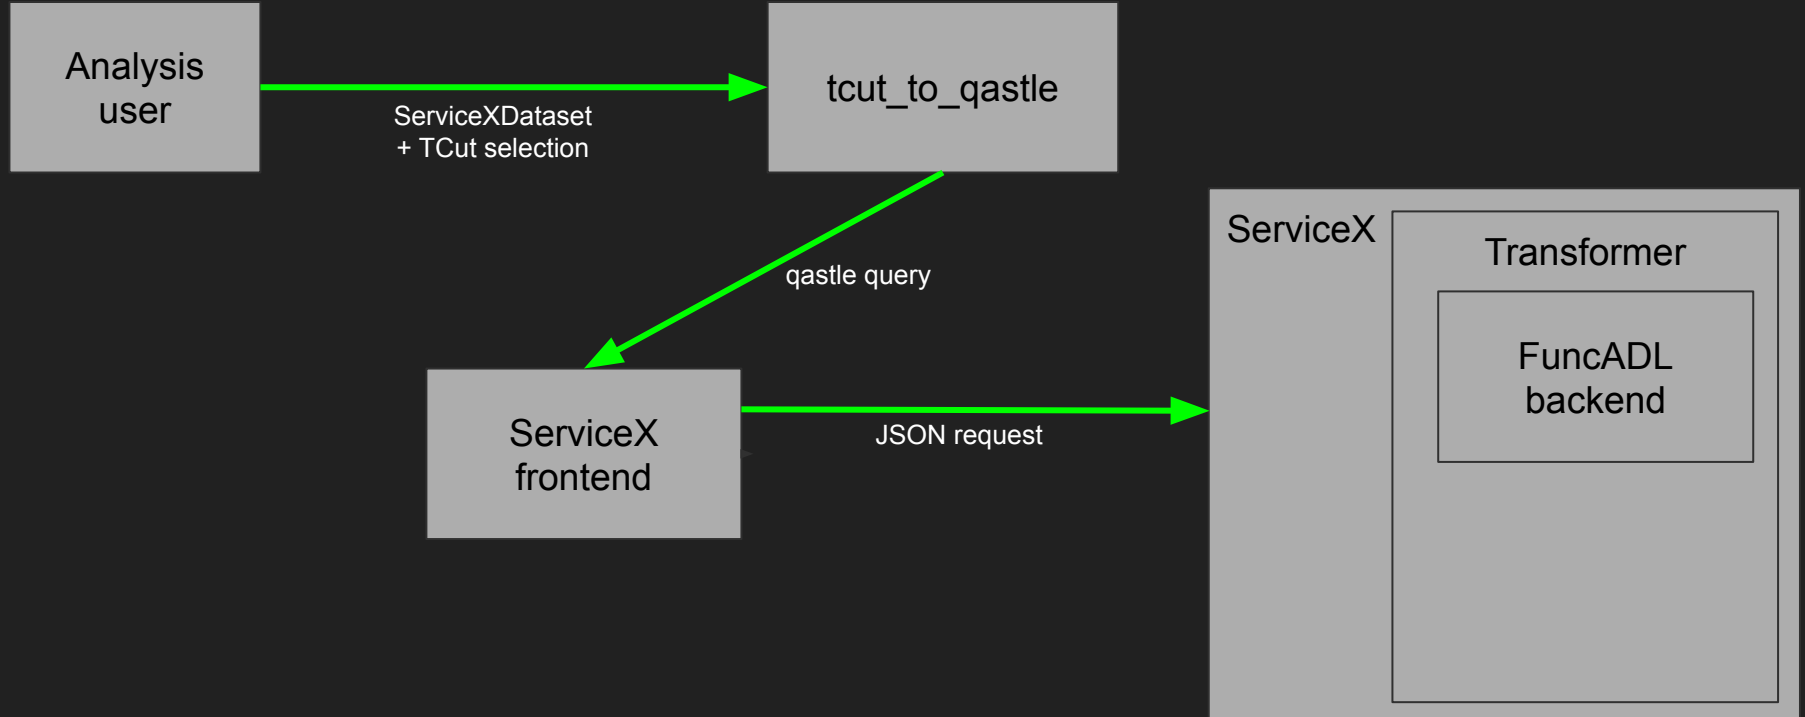 Analysis
user
ServiceXDataset
+ TCut selection
tcut_to_qastle
qastle query
ServiceX
frontend
JSON request
ServiceX
Transformer
FuncADL
backend